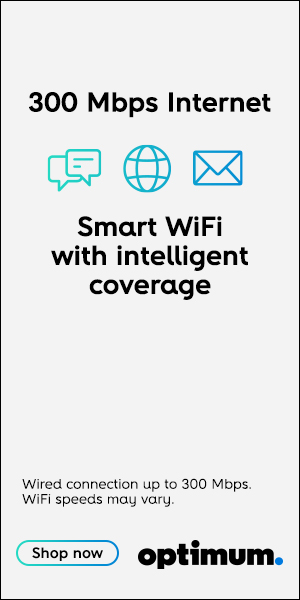 300 Mbps Internet
Smart WiFi
with intelligent
coverage
Wired connection up to 300 Mbps.
WiFi speeds may vary.
Shop now
optimum.